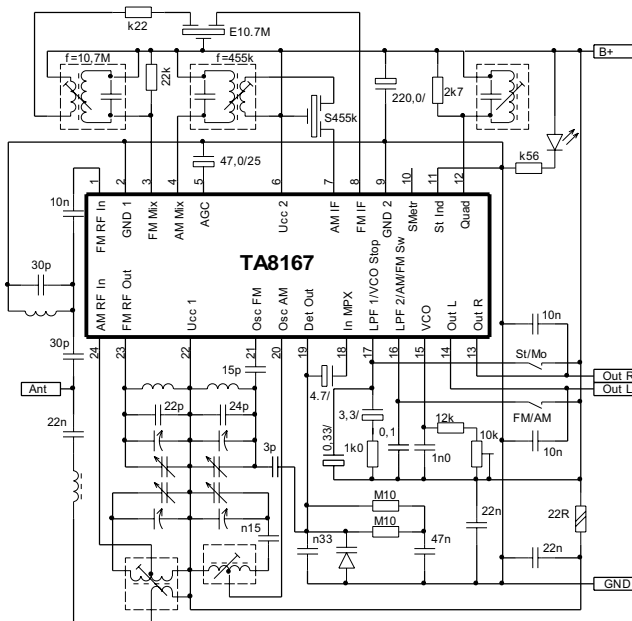 k22
E10.7M
f=10,7M
f=455k
B+
22k
S455k
220,0/
2k7
k56
47,0/25
1
2
3
4
5
6
7
8
9
10
11
12
10n
FM RF In
GND 1
FM Mix
AM Mix
AGC
Ucc 2
AM IF
FM IF
GND 2
SMetr
St Ind
Quad
TA8167
30p
AM RF In
FM RF Out
Ucc 1
Osc FM
Osc AM
Det Out
In MPX
LPF 1/VCO Stop
LPF 2/AM/FM Sw
VCO
Out L
Out R
24
23
22
21
20
19
18
17
16
15
14
13
10n
30p
15p
St/Mo
Out R
Ant
4.7/
Out L
22p
24p
3,3/
FM/AM
22n
0,33/
12k
3p
1k0
0,1
10k
10n
1n0
M10
22n
22R
n15
M10
n33
47n
22n
GND